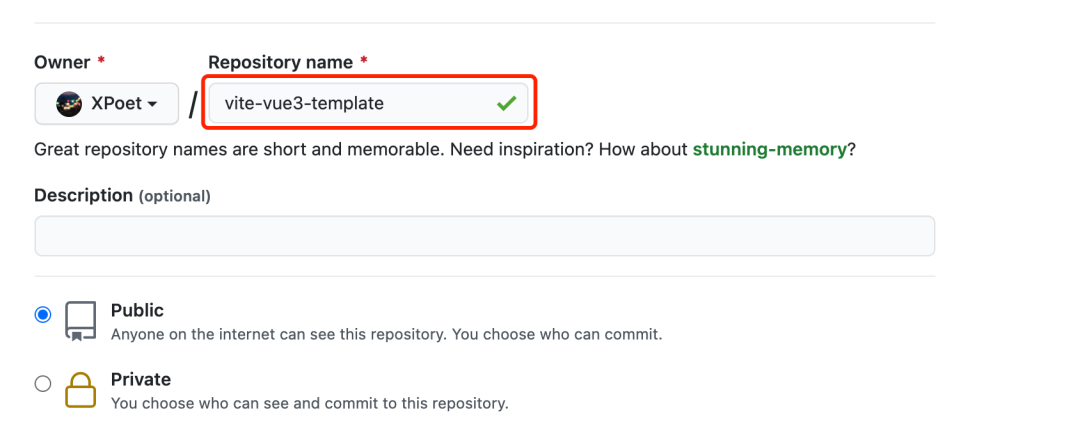 Owner *
Repository name *
XPoet
/
vite-vue3-template
Great repository names are short and memorable. Need inspiration? How about stunning-memory?
Description (optional)
Public
Anyone on the internet can see this repository. You choose who can commit.
Private
You choose who can see and commit to this repository.